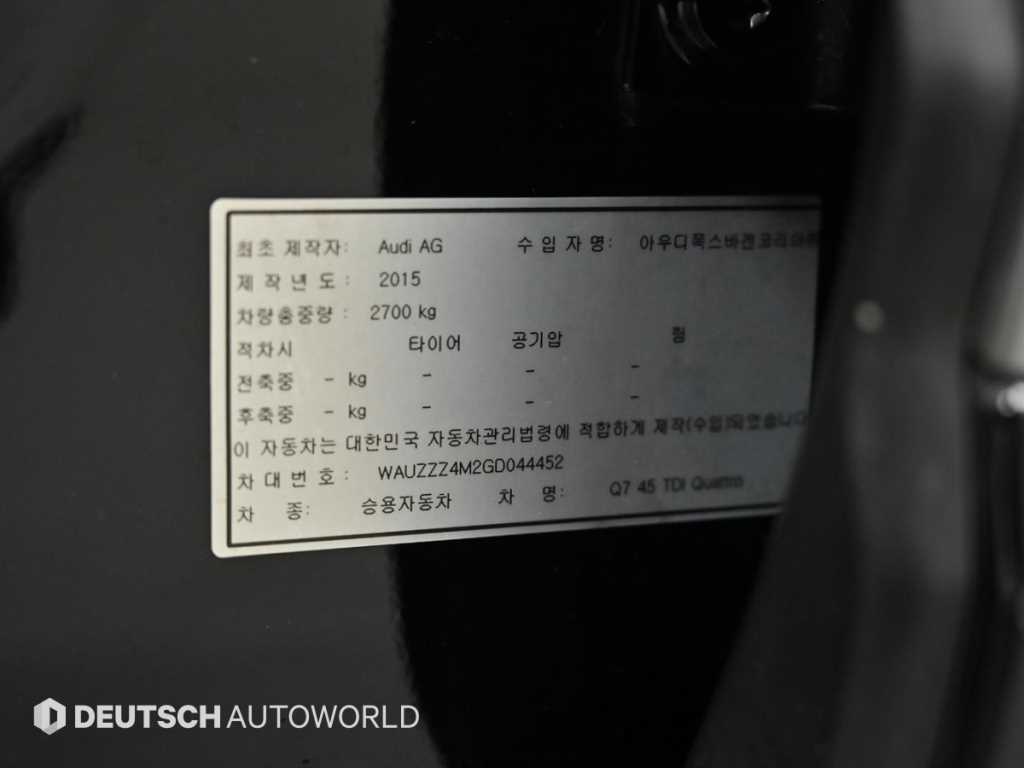 최초 제작자: Audi AG 수 입 자 명: 아우디폭스바겐코리아㈜
제 작 년 도 : 2015
차량총중량 : 2700 kg
적차시 타이어 공기압 림
전축중 - kg - - -
후축중 - kg - - -
이 자동차는 대한민국 자동차관리법령에 적합하게 제작(수입)되었습니다
차 대 번 호 : WAUZZZ4M2GD044452
차 종: 승용자동차 차 명: Q7 45 TDI Quattro
DEUTSCH AUTOWORLD